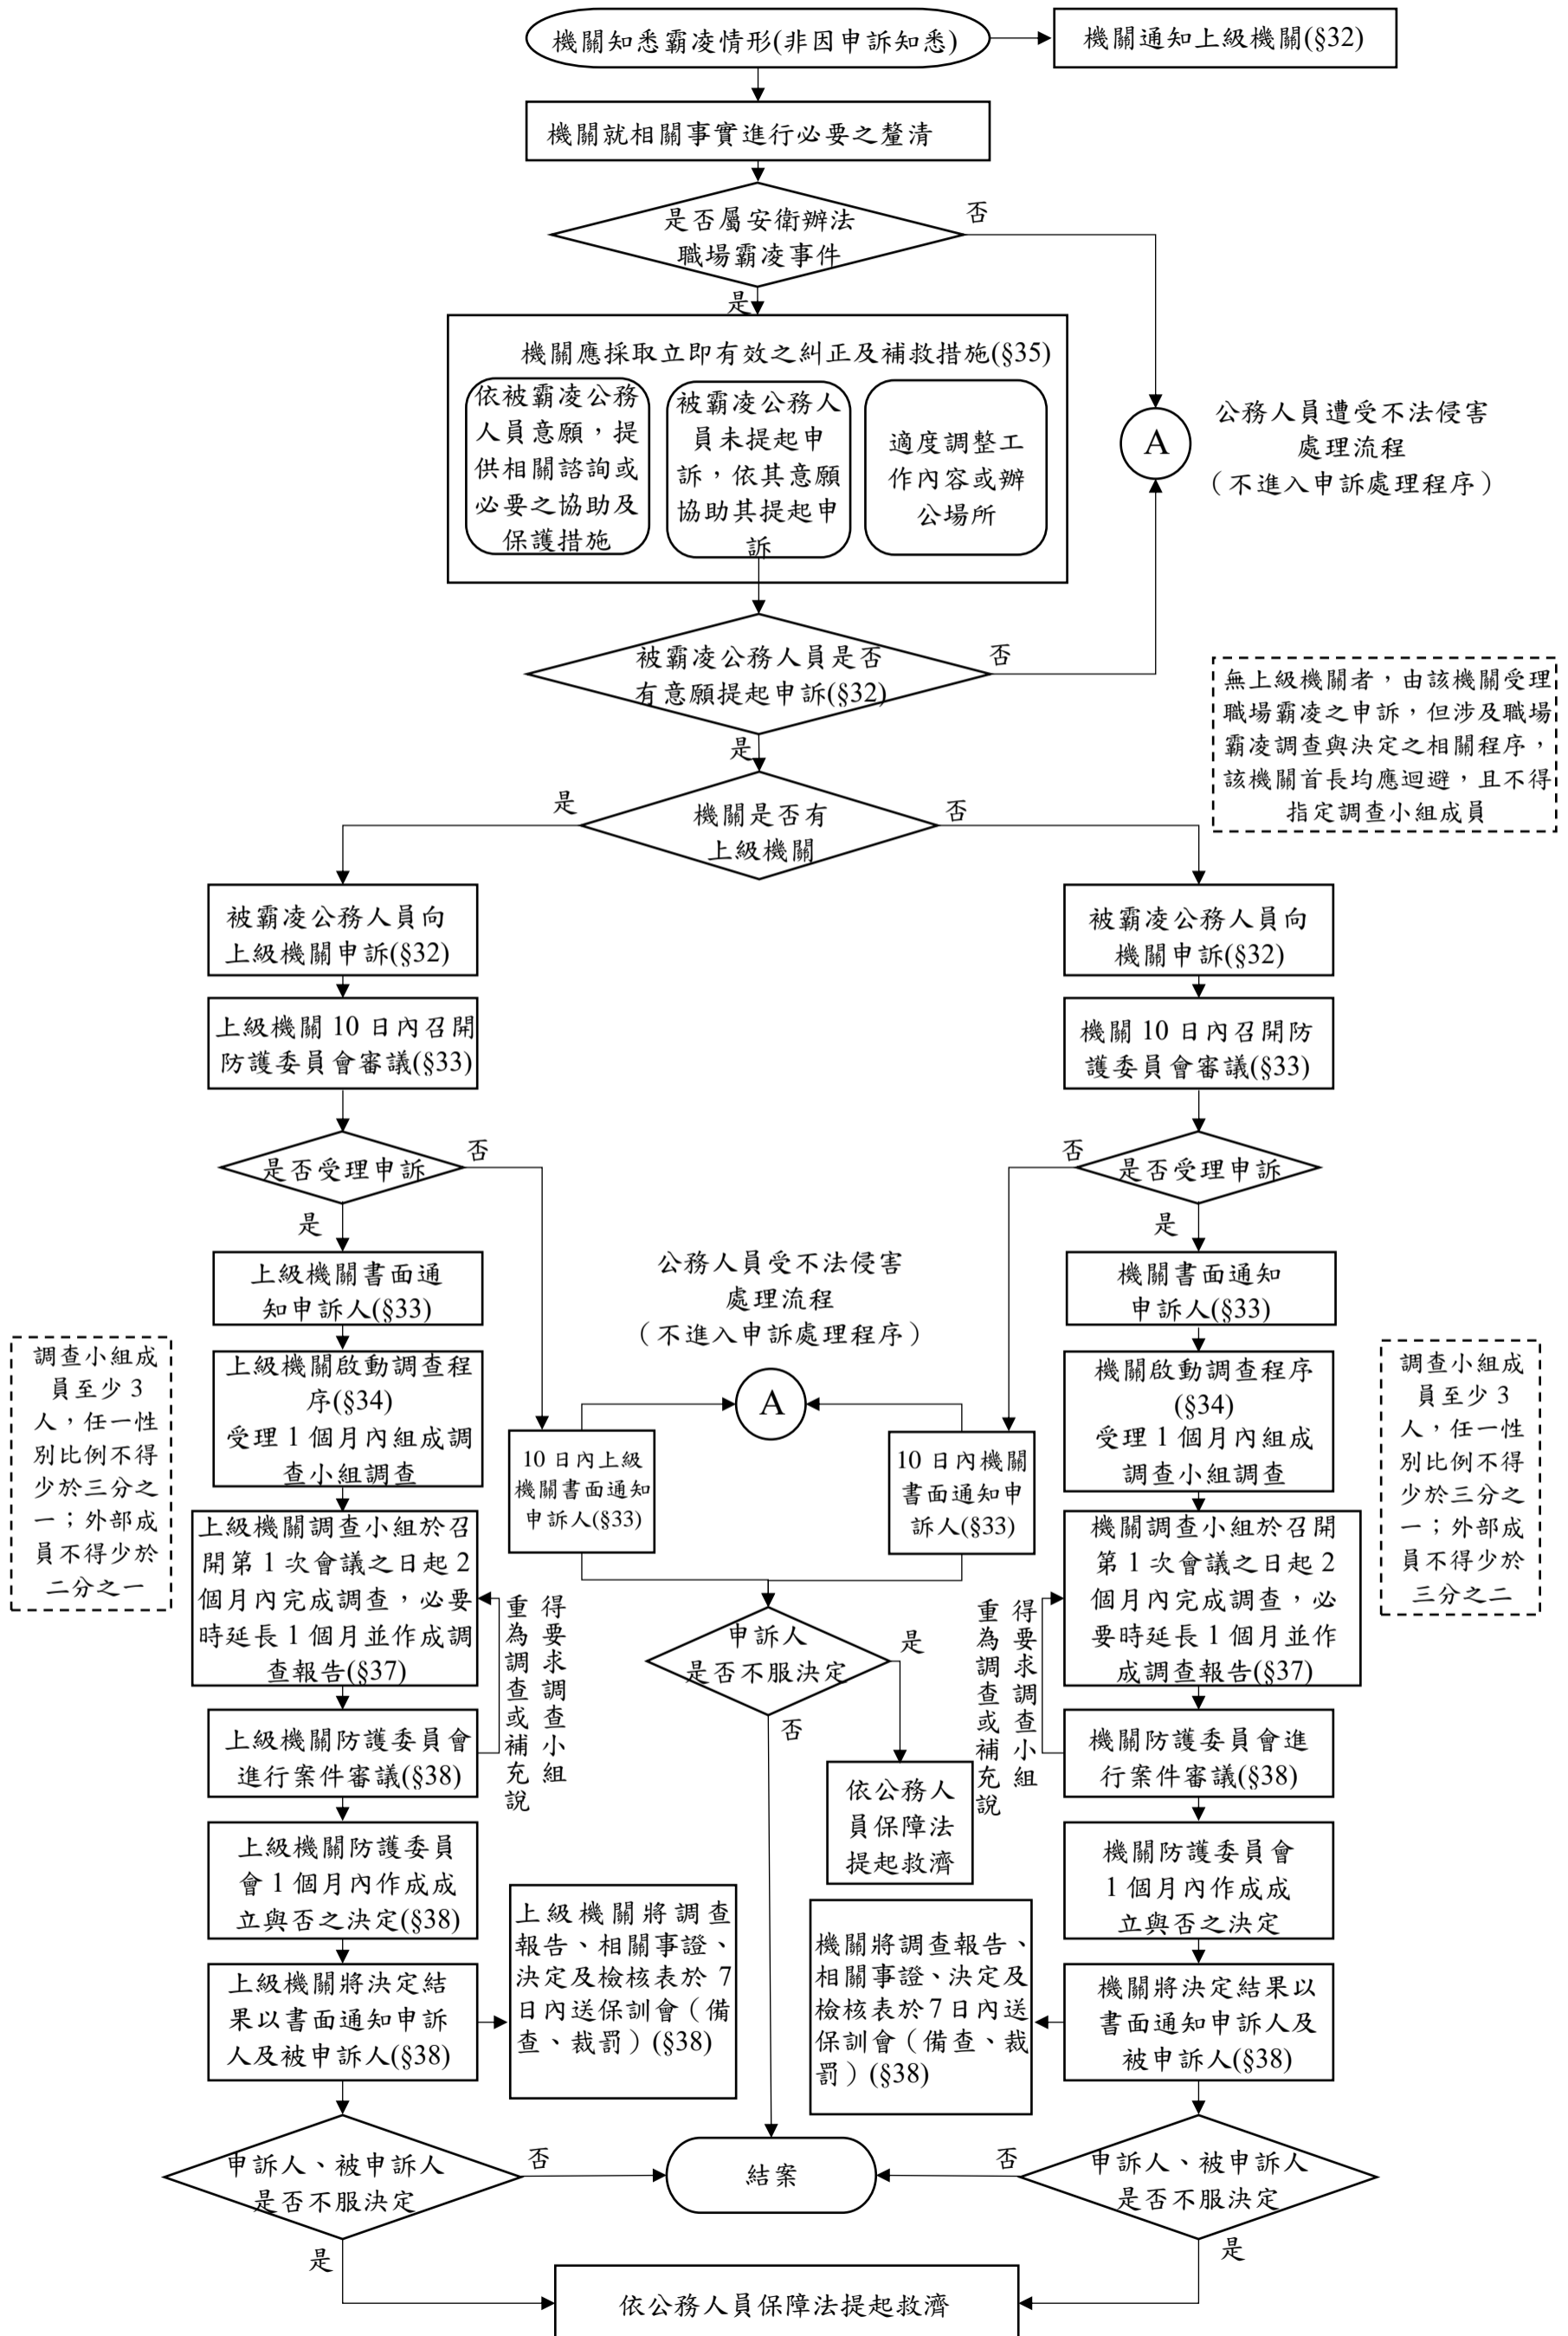 機關知悉霸凌情形(非因申訴知悉)
機關通知上級機關(§32)
機關就相關事實進行必要之釐清
是否屬安衛辦法
職場霸凌事件
否
是
機關應採取立即有效之糾正及補救措施(§35)
依被霸凌公務
人員意願，提
供相關諮詢或
必要之協助及
保護措施
被霸凌公務人
員未提起申
訴，依其意願
協助其提起申
訴
適度調整工
作內容或辦
公場所
A
公務人員遭受不法侵害
處理流程
（不進入申訴處理程序）
被霸凌公務人員是否
有意願提起申訴(§32)
否
是
無上級機關者，由該機關受理
職場霸凌之申訴，但涉及職場
霸凌調查與決定之相關程序，
該機關首長均應迴避，且不得
指定調查小組成員
機關是否有
上級機關
是
否
被霸凌公務人員向
上級機關申訴(§32)
被霸凌公務人員向
機關申訴(§32)
上級機關 10 日內召開
防護委員會審議(§33)
機關 10 日內召開防
護委員會審議(§33)
是否受理申訴
否
是
是否受理申訴
否
是
上級機關書面通
知申訴人(§33)
公務人員受不法侵害
處理流程
（不進入申訴處理程序）
A
機關書面通知
申訴人(§33)
調查小組成
員至少 3
人，任一性
別比例不得
少於三分之
一；外部成
員不得少於
二分之一
上級機關啟動調查程
序(§34)
受理 1 個月內組成調
查小組調查
10 日內上級
機關書面通知
申訴人(§33)
10 日內機關
書面通知申
訴人(§33)
機關啟動調查程序
(§34)
受理 1 個月內組成
調查小組調查
調查小組成
員至少 3
人，任一性
別比例不得
少於三分之
一；外部成
員不得少於
三分之二
上級機關調查小組於召
開第 1 次會議之日起 2
個月內完成調查，必要
時延長 1 個月並作成調
查報告(§37)
得要求調查小組
重為調查或補充說
申訴人
是否不服決定
是
否
得要求調查小組
重為調查或補充說
機關調查小組於召開
第 1 次會議之日起 2
個月內完成調查，必
要時延長 1 個月並作
成調查報告(§37)
上級機關防護委員會
進行案件審議(§38)
依公務人
員保障法
提起救濟
機關防護委員會進
行案件審議(§38)
上級機關防護委員
會 1 個月內作成成
立與否之決定(§38)
機關防護委員會
1 個月內作成成
立與否之決定
上級機關將決定結
果以書面通知申訴
人及被申訴人(§38)
上級機關將調查
報告、相關事證、
決定及檢核表於 7
日內送保訓會（備
查、裁罰）(§38)
機關將調查報告、
相關事證、決定及
檢核表於 7 日內送
保訓會（備查、裁
罰）(§38)
機關將決定結果以
書面通知申訴人及
被申訴人(§38)
申訴人、被申訴人
是否不服決定
否
是
結案
申訴人、被申訴人
是否不服決定
否
是
依公務人員保障法提起救濟